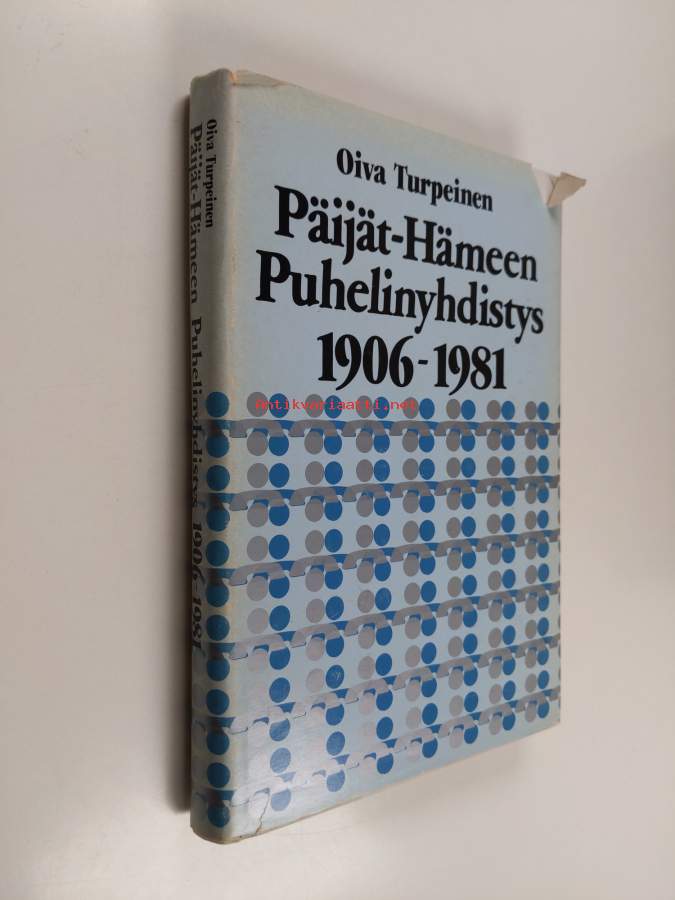 Oiva Turpeinen
Päijät-Hämeen
Puhelinyhdistys
1906-1981
Antikvariaatti.net
Oiva Turpeinen
Päijät-Hämeen Puhelinyhdistys 1906-1981